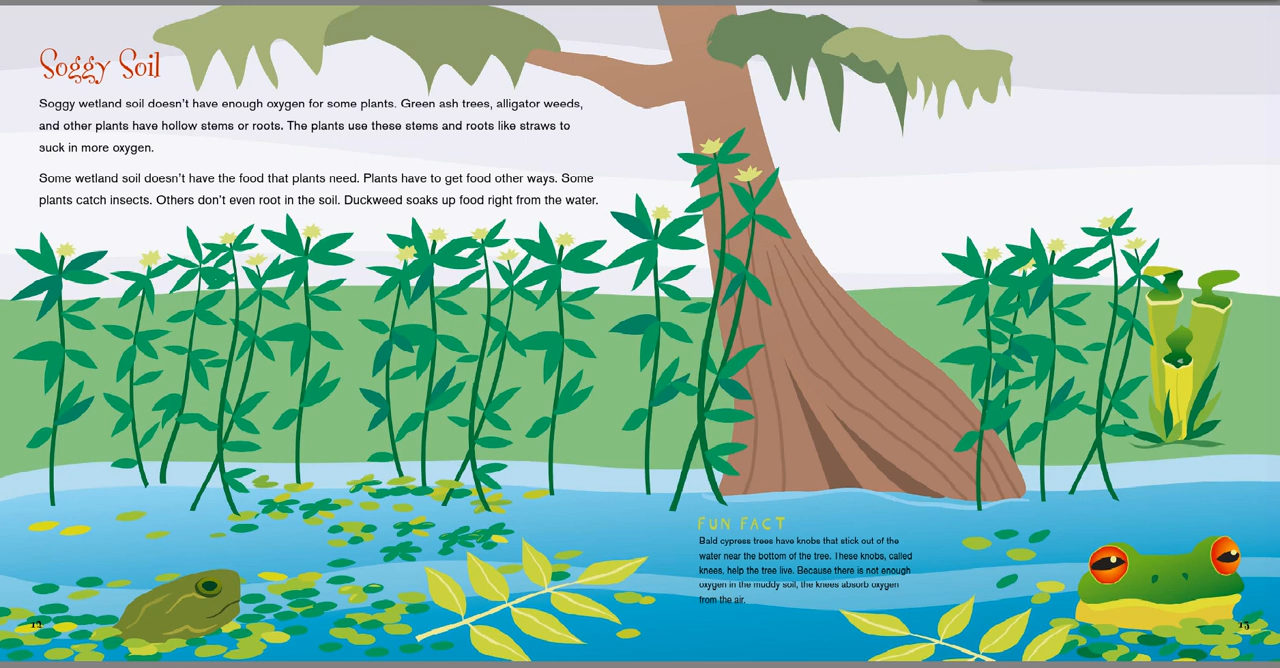 Soggy Soil
Soggy wetland soil doesn't have enough oxygen for some plants. Green ash trees, alligator weeds,
and other plants have hollow stems or roots. The plants use these stems and roots like straws to
suck in more oxygen.
Some wetland soil doesn't have the food that plants need. Plants have to get food other ways. Some
plants catch insects. Others don't even root in the soil. Duckweed soaks up food right from the water.
FUN FACT
Bald cypress trees have knobs that stick out of the
water near the bottom of the tree. These knobs, called
knees, help the tree live. Because there is not enough
oxygen in the muddy soil, the knees absorb oxygen
from the air.
12
13